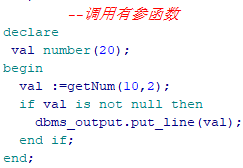 --调用有参函数
declare
val number(20);
begin
val :=getNum(10,2);
if val is not null then
dbms_output.put_line(val);
end if;
end;